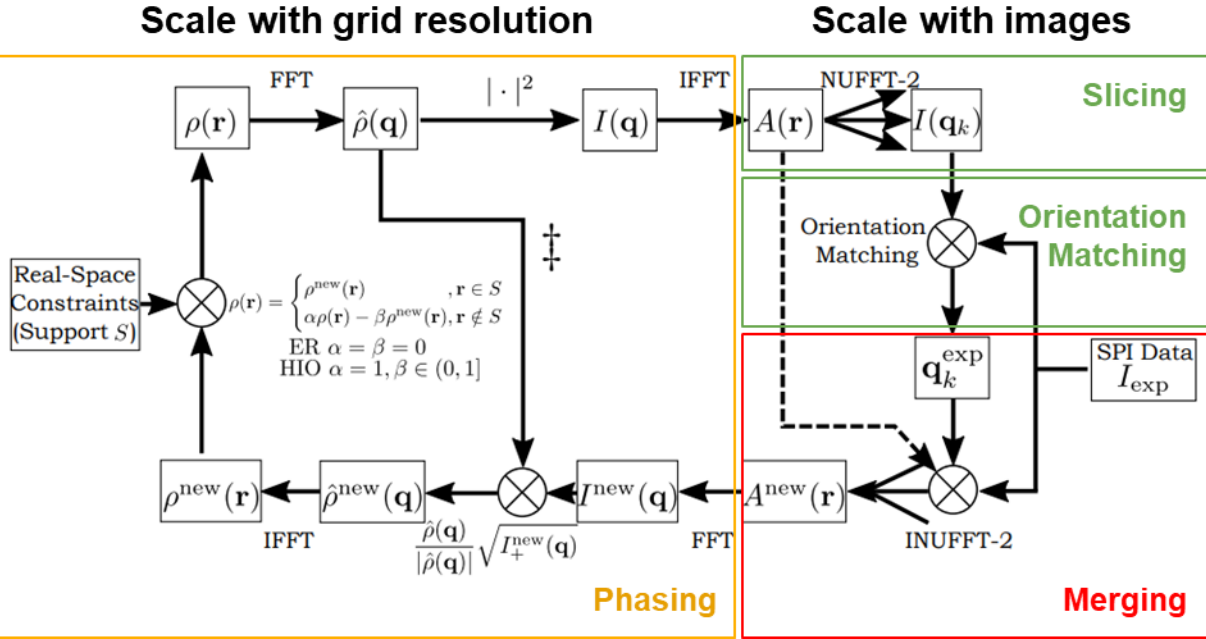 Scale with grid resolution
Scale with images
FFT
| · |²
IFFT
NUFFT-2
Slicing
ρ(r)
ρ̂(q)
I(q)
A(r)
I(q_k)
‡
Orientation
Matching
Orientation
Matching
Real-Space
Constraints
(Support S)
ρ(r) = { ρ^new(r) , r ∈ S
αρ(r) − βρ^new(r), r ∉ S
ER α = β = 0
HIO α = 1, β ∈ (0, 1]
q_k^exp
SPI Data
I_exp
ρ^new(r)
ρ̂^new(q)
I^new(q)
A^new(r)
IFFT
ρ̂(q)/|ρ̂(q)| √I_+^new(q)
FFT
INUFFT-2
Phasing
Merging